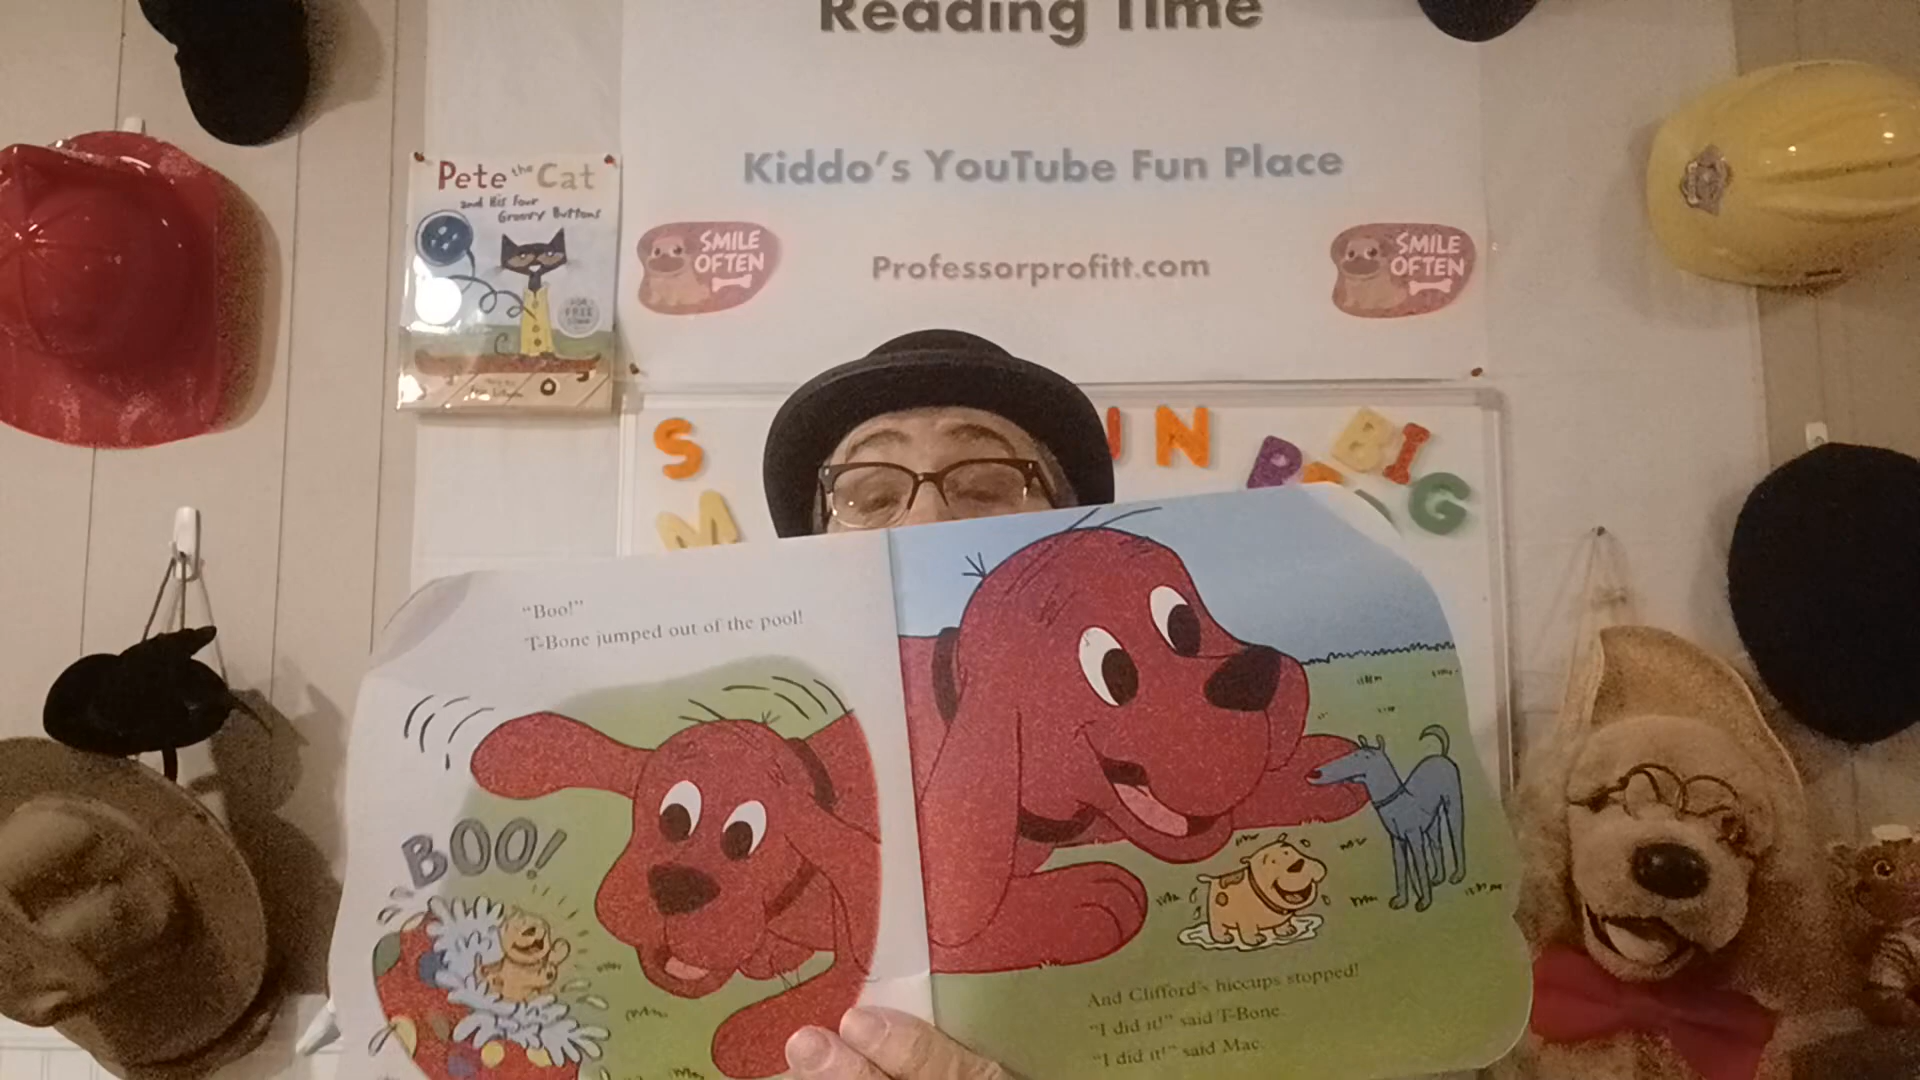 Reading Time
Kiddo's YouTube Fun Place
Professorprofitt.com
SMILE
OFTEN
SMILE
OFTEN
Pete the Cat
and His Four
Groovy Buttons
FREE
S
M
N
BIG
"Boo!"
T-Bone jumped out of the pool!
BOO!
And Clifford's hiccups stopped!
"I did it!" said T-Bone.
"I did it!" said Mac.